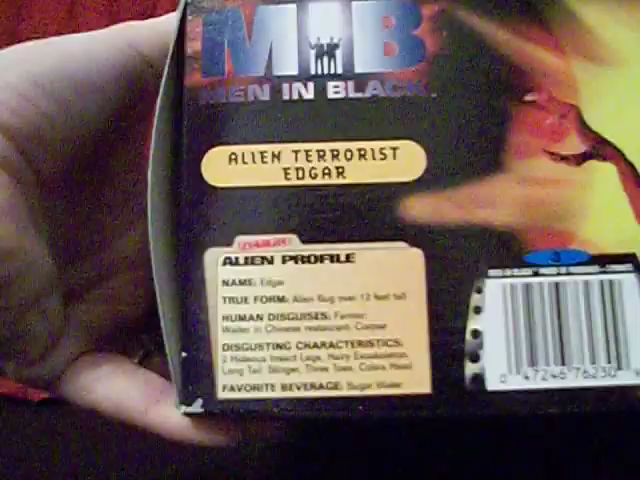 MIB
MEN IN BLACK
ALIEN TERRORIST
EDGAR
ALIEN PROFILE
NAME: Edgar
TRUE FORM: Alien Bug over 12 feet tall
HUMAN DISGUISES: Farmer,
Waiter in Chinese restaurant, Coroner
DISGUSTING CHARACTERISTICS:
2 Hideous Insect Legs, Hairy Exoskeleton,
Long Tail, Stinger, Three Toes, Cobra Head
FAVORITE BEVERAGE: Sugar Water
3
0 47246 76230